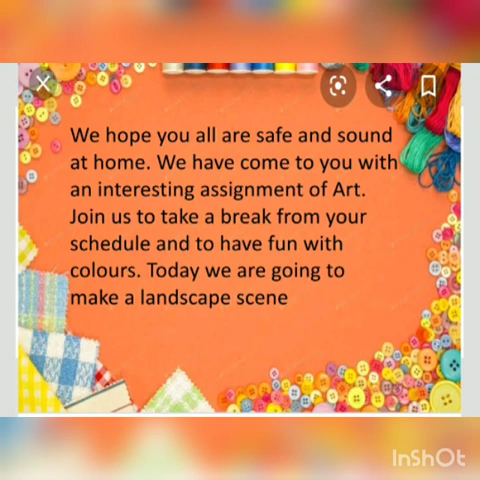 We hope you all are safe and sound
at home. We have come to you with
an interesting assignment of Art.
Join us to take a break from your
schedule and to have fun with
colours. Today we are going to
make a landscape scene
InShOt